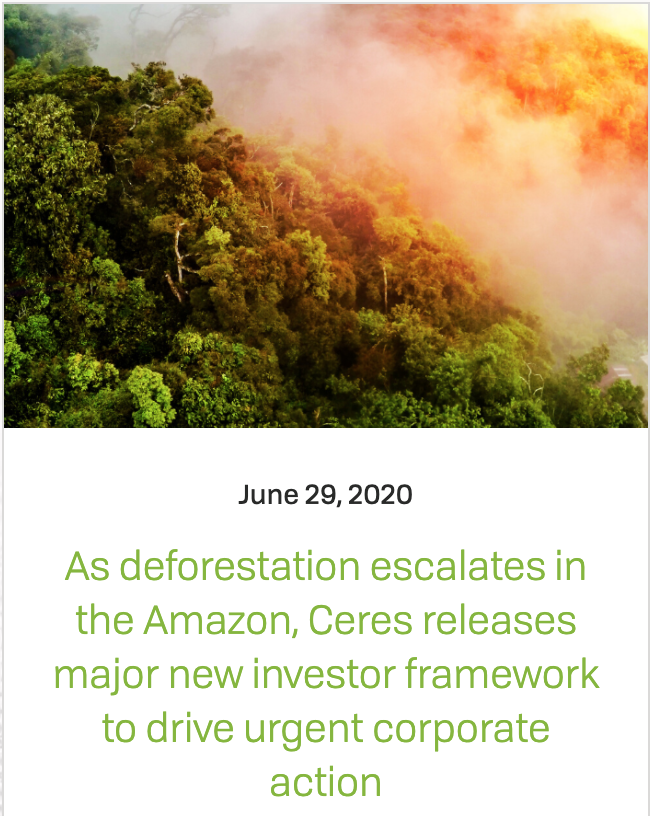 June 29, 2020
As deforestation escalates in
the Amazon, Ceres releases
major new investor framework
to drive urgent corporate
action